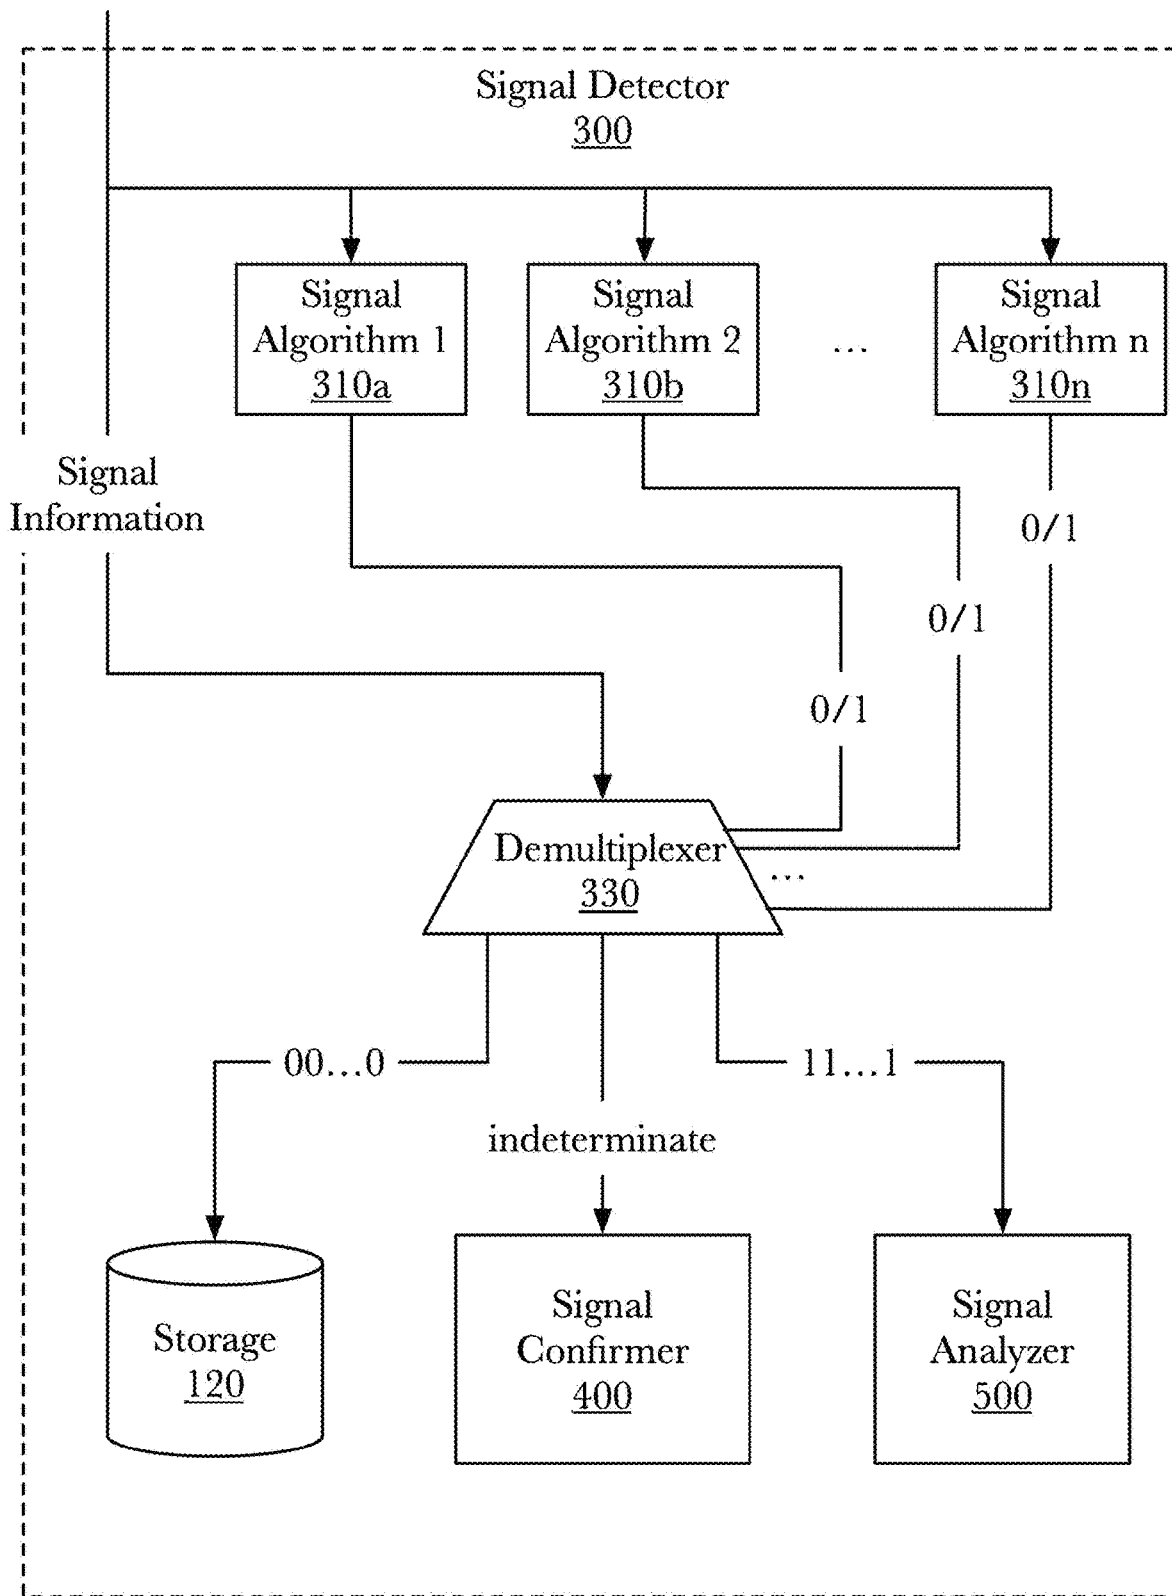 Signal Detector
300
Signal
Algorithm 1
310a
Signal
Algorithm 2
310b
...
Signal
Algorithm n
310n
Signal
Information
0/1
0/1
0/1
Demultiplexer
330
...
00...0
11...1
indeterminate
Storage
120
Signal
Confirmer
400
Signal
Analyzer
500